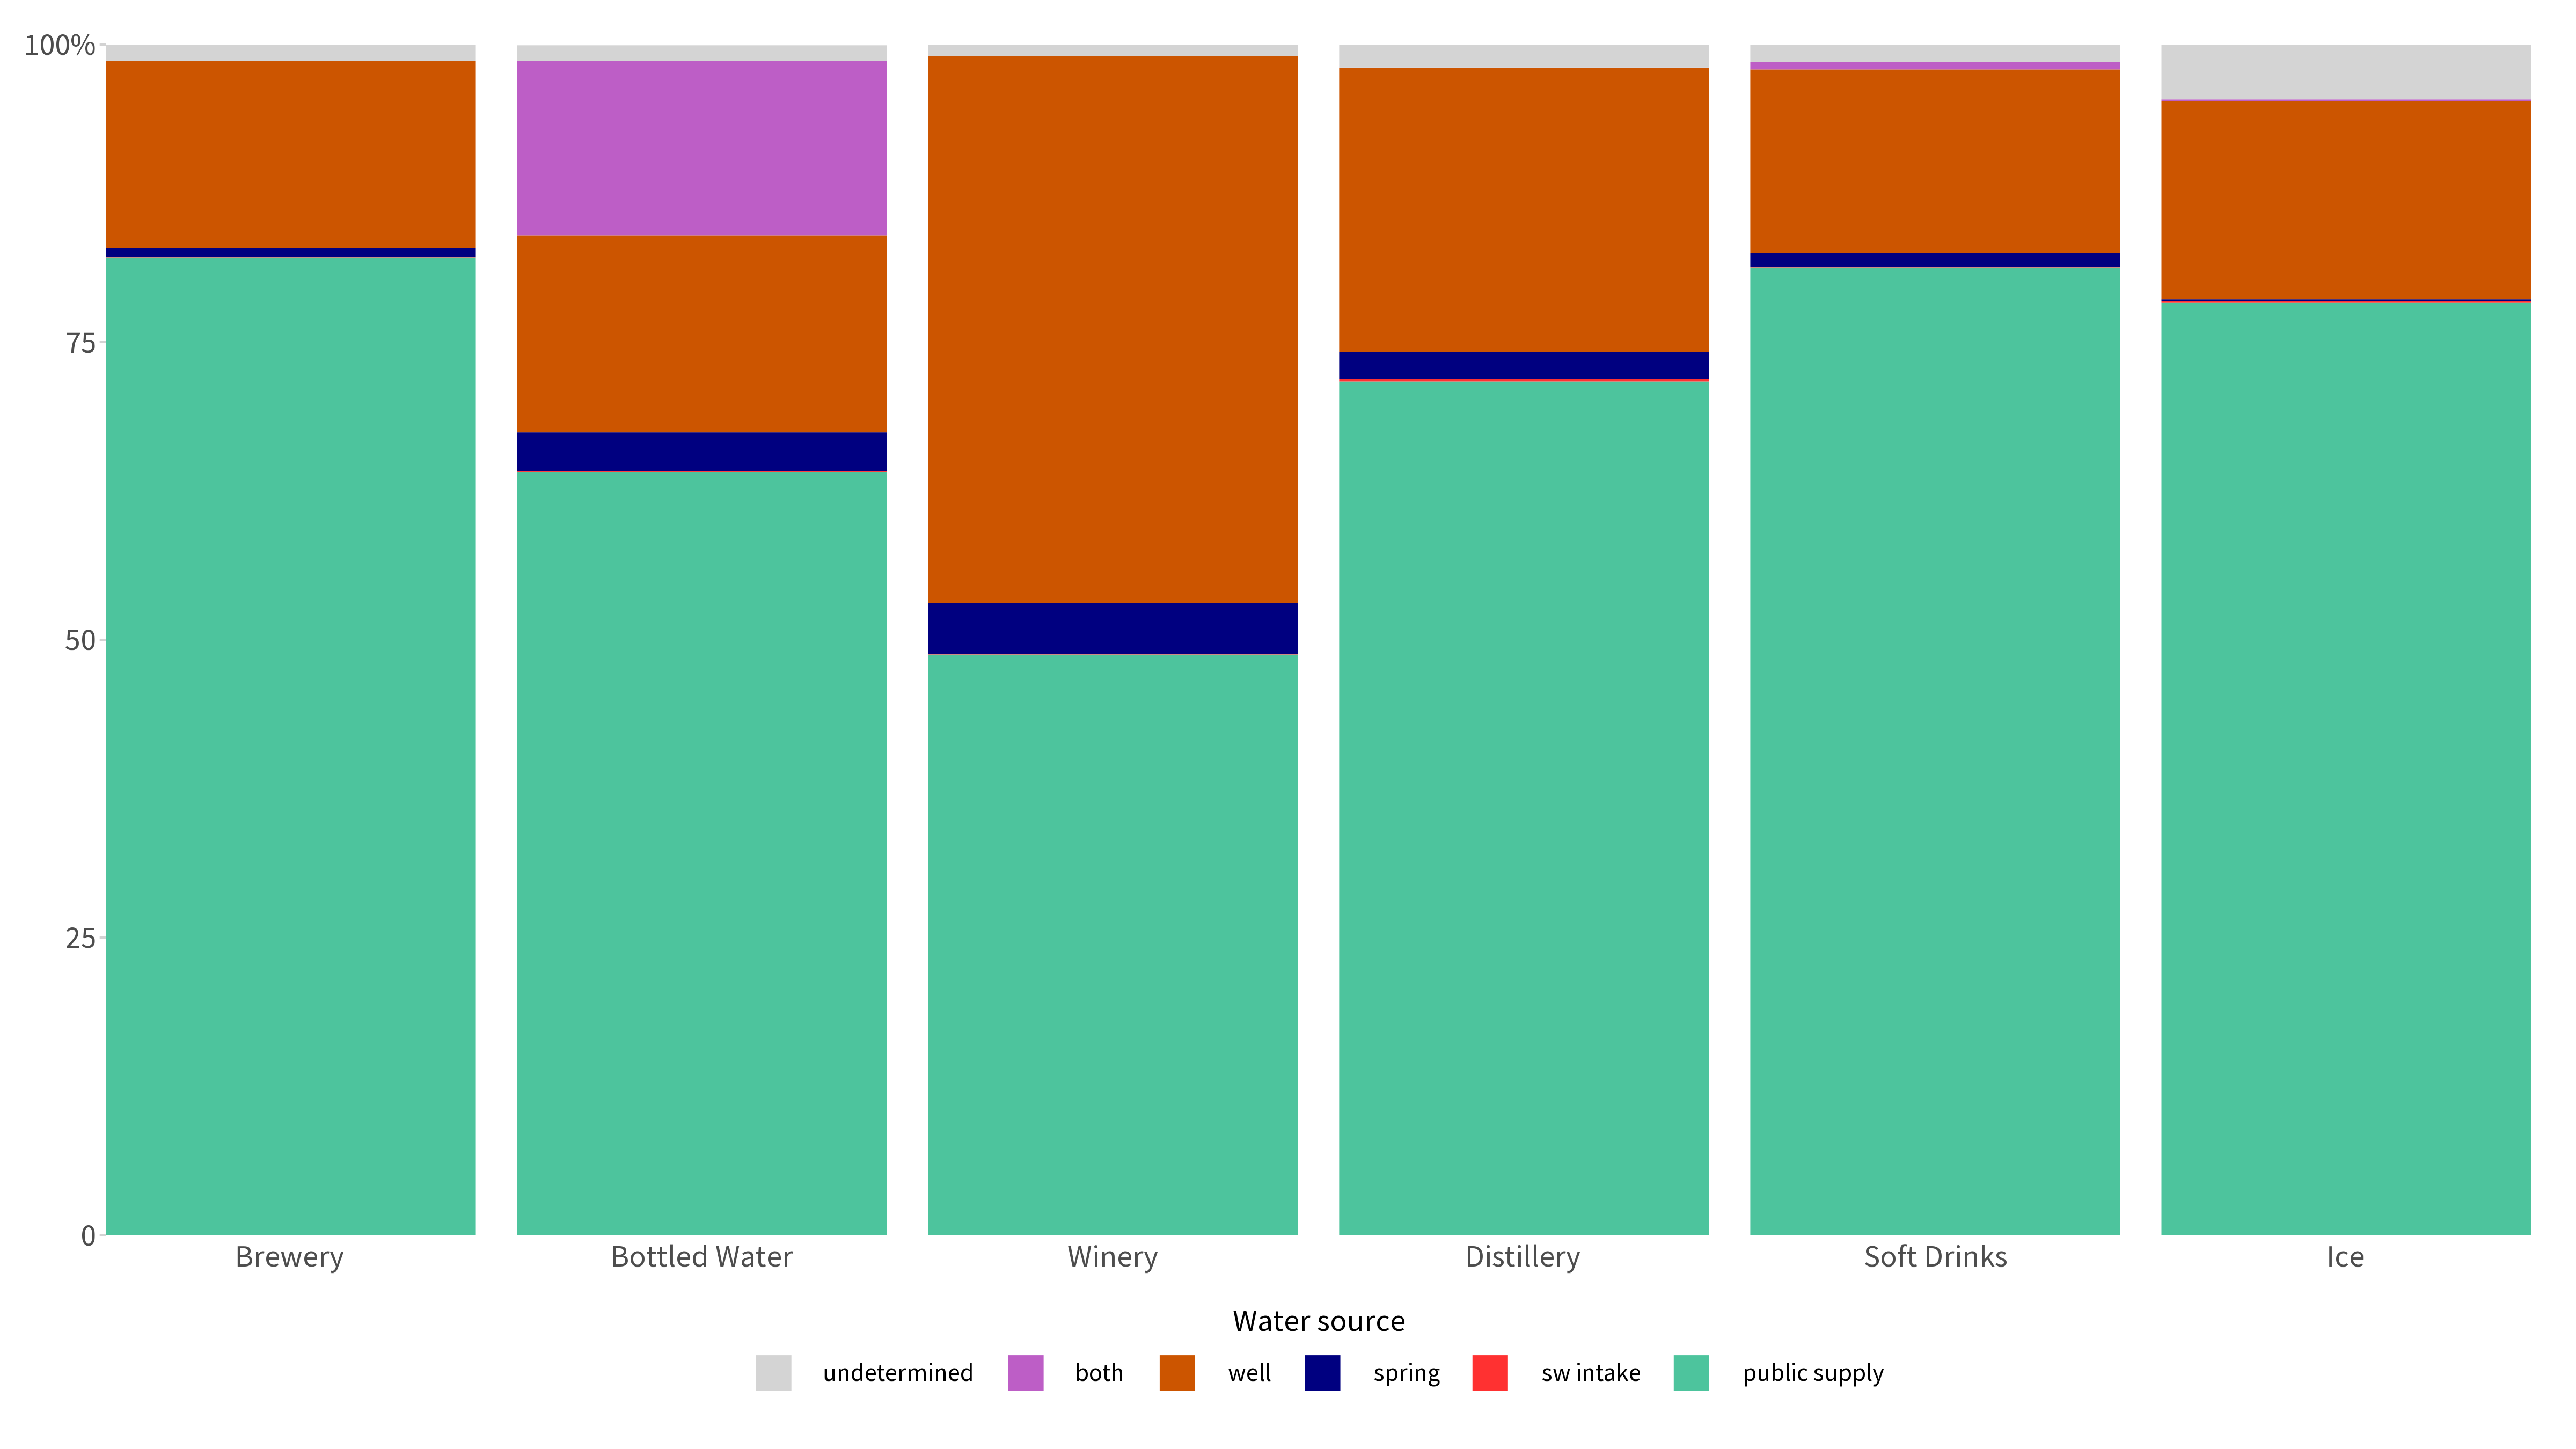 100%
75
50
25
0
Brewery Bottled Water Winery Distillery Soft Drinks Ice
Water source
undetermined both well spring sw intake public supply